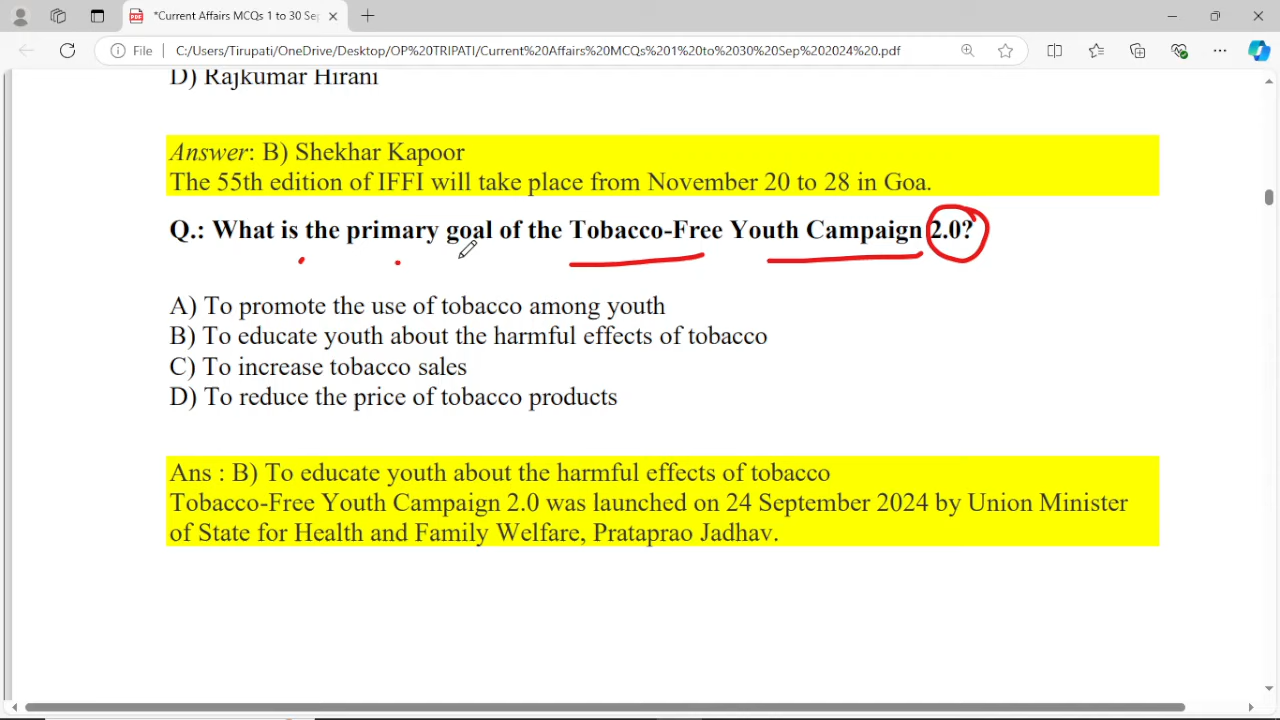 *Current Affairs MCQs 1 to 30 Sep
File C:/Users/Tirupati/OneDrive/Desktop/OP%20TRIPATI/Current%20Affairs%20MCQs%201%20to%2030%20Sep%202024%20.pdf
D) Rajkumar Hirani
Answer: B) Shekhar Kapoor
The 55th edition of IFFI will take place from November 20 to 28 in Goa.
Q.: What is the primary goal of the Tobacco-Free Youth Campaign 2.0?
A) To promote the use of tobacco among youth
B) To educate youth about the harmful effects of tobacco
C) To increase tobacco sales
D) To reduce the price of tobacco products
Ans : B) To educate youth about the harmful effects of tobacco
Tobacco-Free Youth Campaign 2.0 was launched on 24 September 2024 by Union Minister
of State for Health and Family Welfare, Prataprao Jadhav.